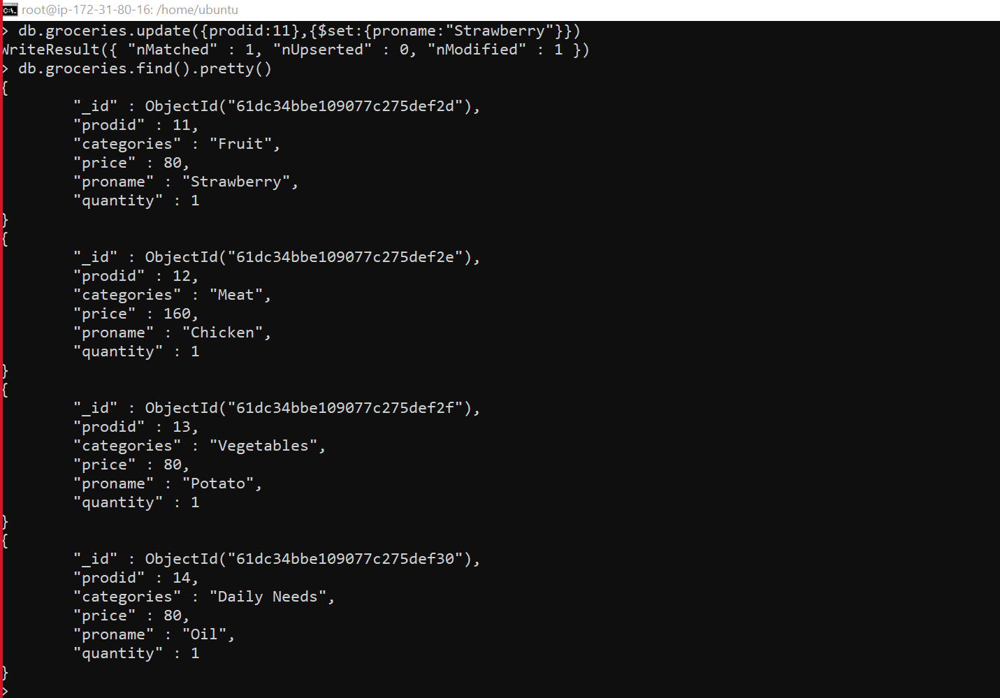 root@ip-172-31-80-16: /home/ubuntu
> db.groceries.update({prodid:11},{$set:{proname:"Strawberry"}})
WriteResult({ "nMatched" : 1, "nUpserted" : 0, "nModified" : 1 })
> db.groceries.find().pretty()
{
"_id" : ObjectId("61dc34bbe109077c275def2d"),
"prodid" : 11,
"categories" : "Fruit",
"price" : 80,
"proname" : "Strawberry",
"quantity" : 1
}
{
"_id" : ObjectId("61dc34bbe109077c275def2e"),
"prodid" : 12,
"categories" : "Meat",
"price" : 160,
"proname" : "Chicken",
"quantity" : 1
}
{
"_id" : ObjectId("61dc34bbe109077c275def2f"),
"prodid" : 13,
"categories" : "Vegetables",
"price" : 80,
"proname" : "Potato",
"quantity" : 1
}
{
"_id" : ObjectId("61dc34bbe109077c275def30"),
"prodid" : 14,
"categories" : "Daily Needs",
"price" : 80,
"proname" : "Oil",
"quantity" : 1
}
>